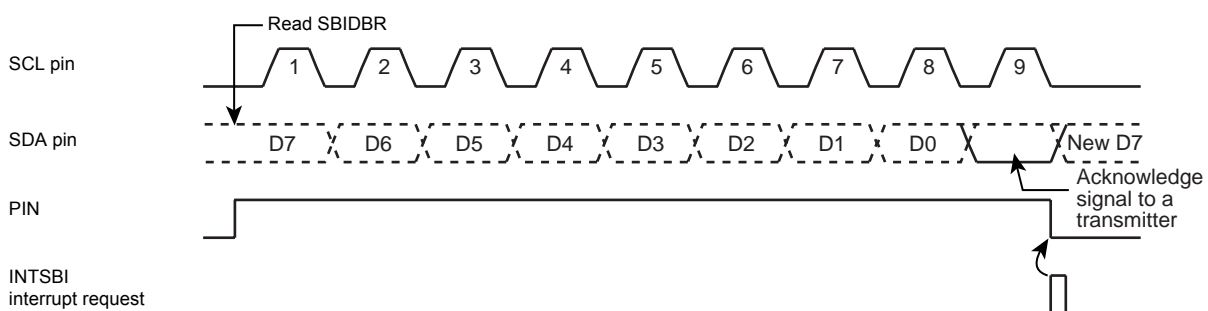 Read SBIDBR
SCL pin
1 2 3 4 5 6 7 8 9
SDA pin
D7 D6 D5 D4 D3 D2 D1 D0 New D7
Acknowledge
signal to a
transmitter
PIN
INTSBI
interrupt request